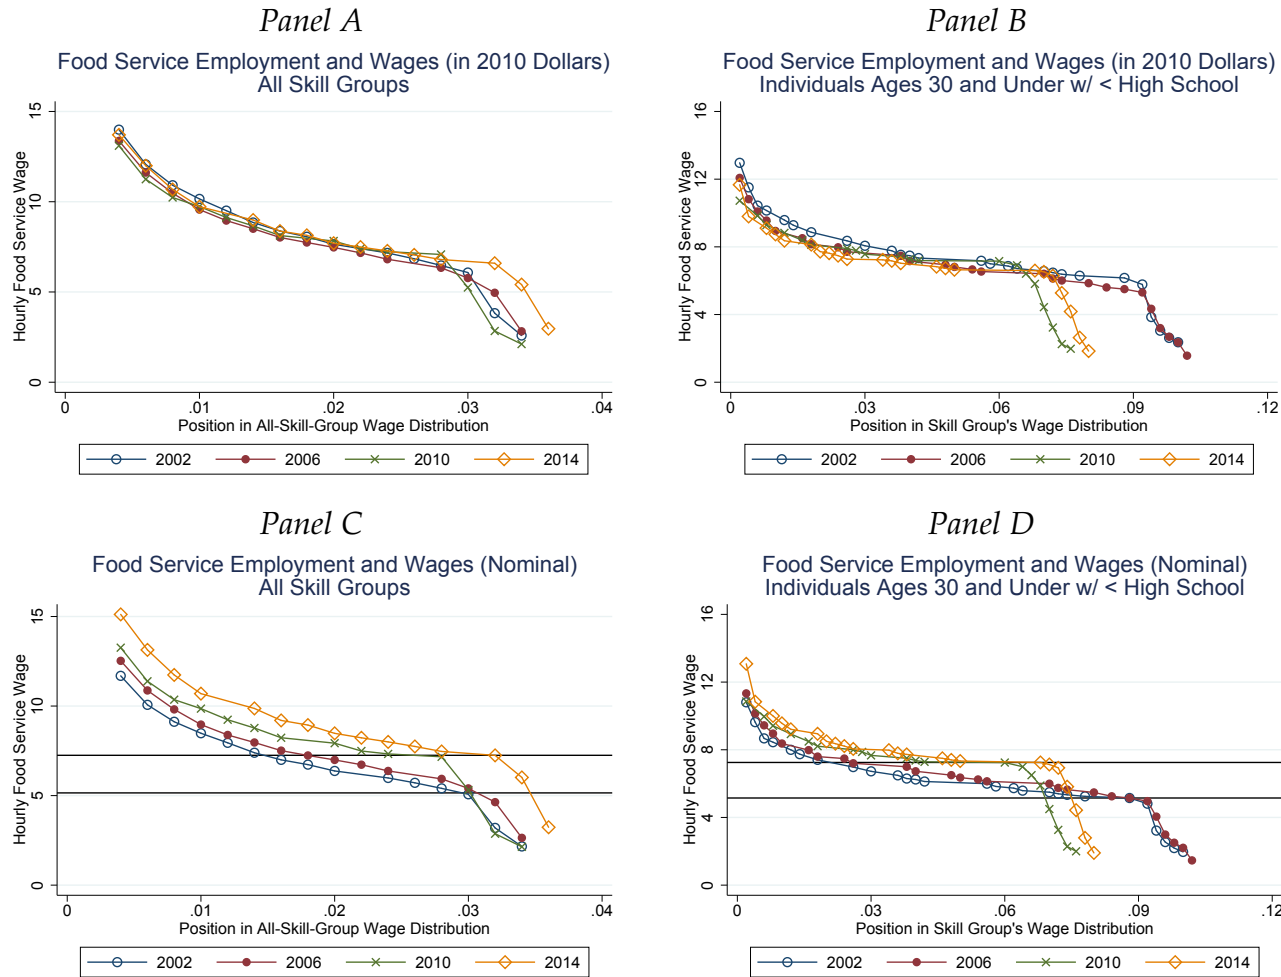 Panel A
Food Service Employment and Wages (in 2010 Dollars)
All Skill Groups
Hourly Food Service Wage
15
10
5
0
0
.01
.02
.03
.04
Position in All-Skill-Group Wage Distribution
2002
2006
2010
2014
Panel B
Food Service Employment and Wages (in 2010 Dollars)
Individuals Ages 30 and Under w/ < High School
Hourly Food Service Wage
16
12
8
4
0
0
.03
.06
.09
.12
Position in Skill Group's Wage Distribution
2002
2006
2010
2014
Panel C
Food Service Employment and Wages (Nominal)
All Skill Groups
Hourly Food Service Wage
15
10
5
0
0
.01
.02
.03
.04
Position in All-Skill-Group Wage Distribution
2002
2006
2010
2014
Panel D
Food Service Employment and Wages (Nominal)
Individuals Ages 30 and Under w/ < High School
Hourly Food Service Wage
16
12
8
4
0
0
.03
.06
.09
.12
Position in Skill Group's Wage Distribution
2002
2006
2010
2014